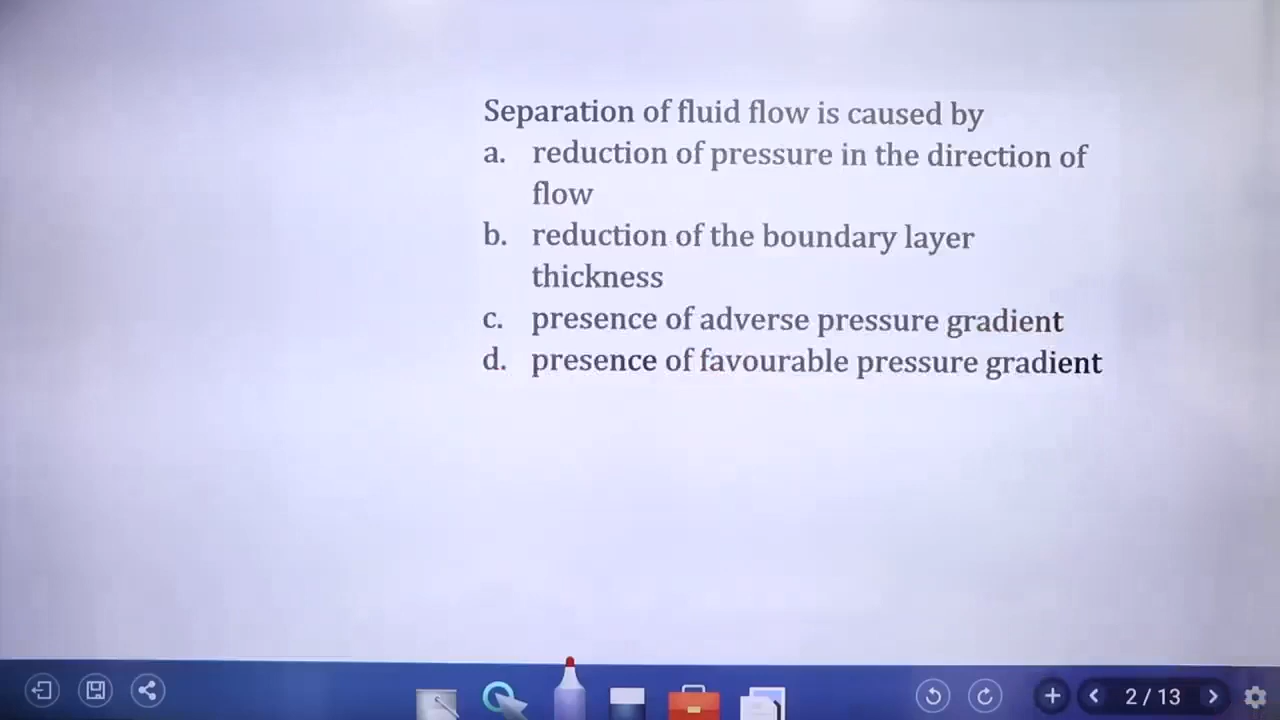 Separation of fluid flow is caused by
a. reduction of pressure in the direction of
flow
b. reduction of the boundary layer
thickness
c. presence of adverse pressure gradient
d. presence of favourable pressure gradient
2 / 13